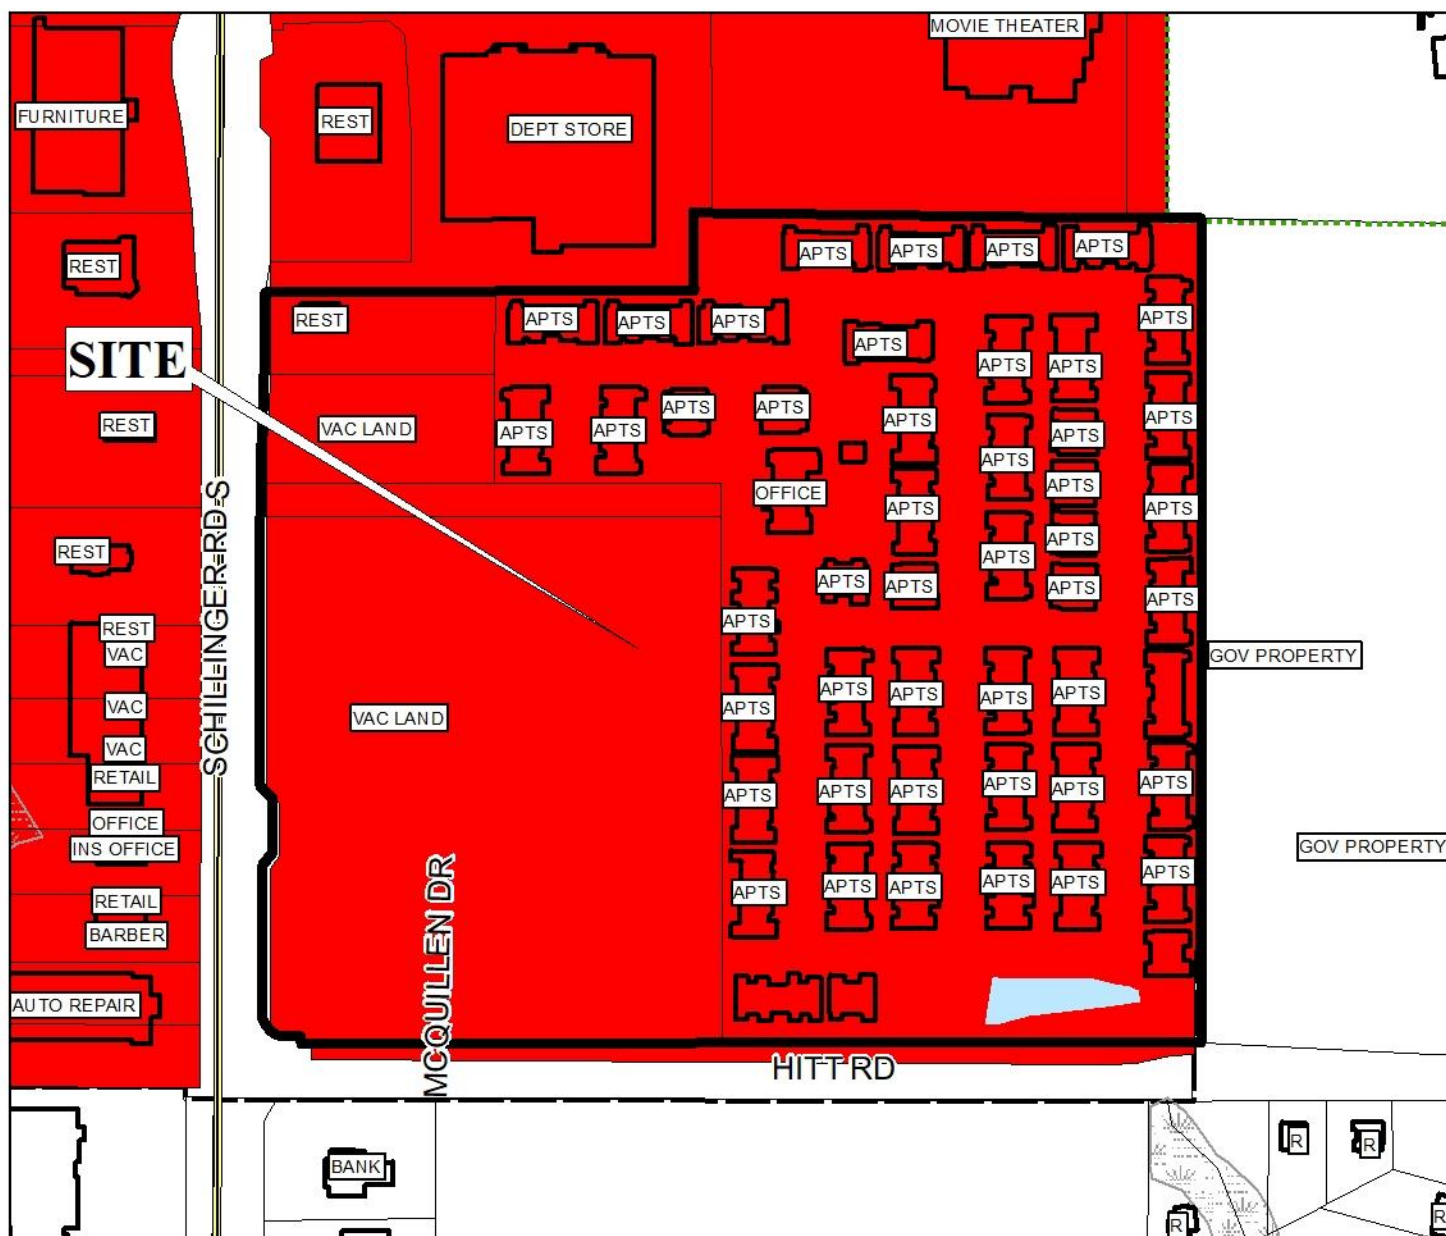 MOVIE THEATER
FURNITURE
REST
DEPT STORE
REST
APTS
APTS
APTS
APTS
REST
APTS
APTS
APTS
APTS
APTS
SITE
APTS
APTS
APTS
REST
VAC LAND
APTS
APTS
APTS
APTS
APTS
APTS
APTS
APTS
OFFICE
APTS
APTS
APTS
REST
APTS
APTS
APTS
APTS
APTS
APTS
SCHILLINGER RD S
REST
VAC
APTS
GOV PROPERTY
VAC
VAC LAND
APTS
APTS
APTS
APTS
APTS
VAC
RETAIL
APTS
APTS
APTS
APTS
APTS
APTS
OFFICE
INS OFFICE
GOV PROPERTY
RETAIL
BARBER
APTS
APTS
APTS
APTS
APTS
APTS
AUTO REPAIR
MCQUILLEN DR
HITT RD
BANK
R
R
R
R